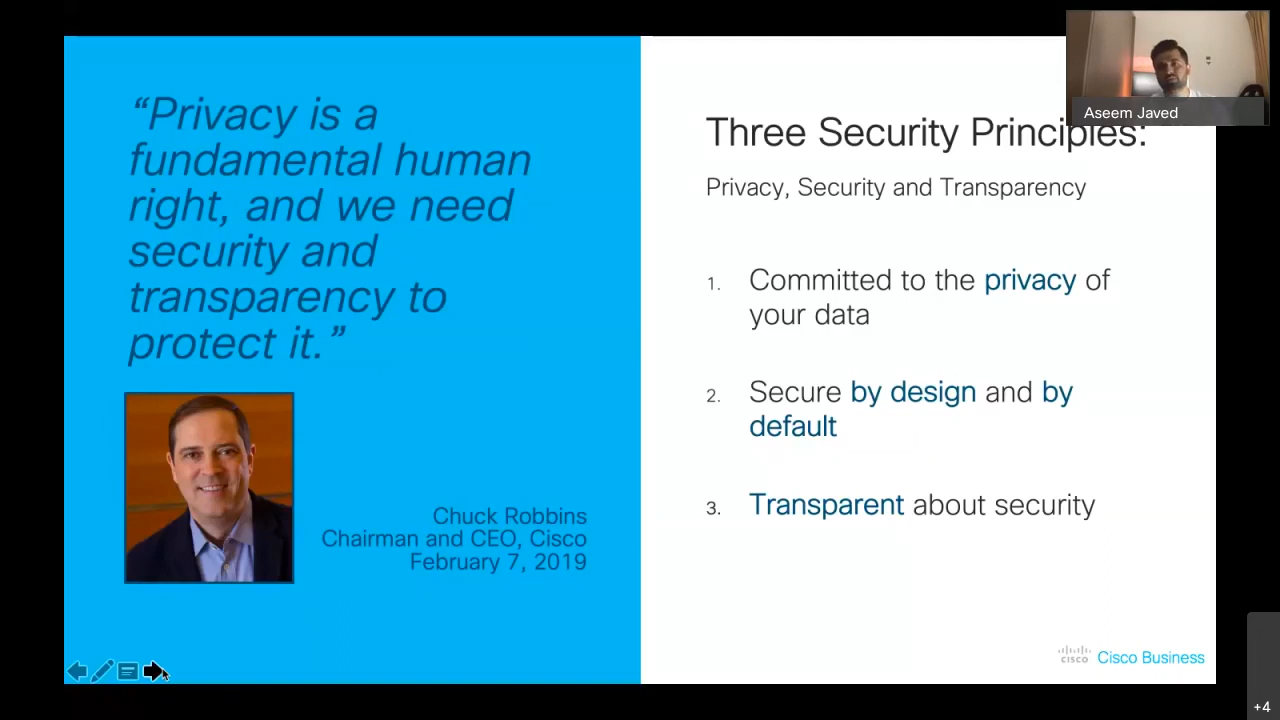 “Privacy is a
fundamental human
right, and we need
security and
transparency to
protect it.”
Chuck Robbins
Chairman and CEO, Cisco
February 7, 2019
Aseem Javed
Three Security Principles:
Privacy, Security and Transparency
1. Committed to the privacy of
your data
2. Secure by design and by
default
3. Transparent about security
cisco Cisco Business
+4